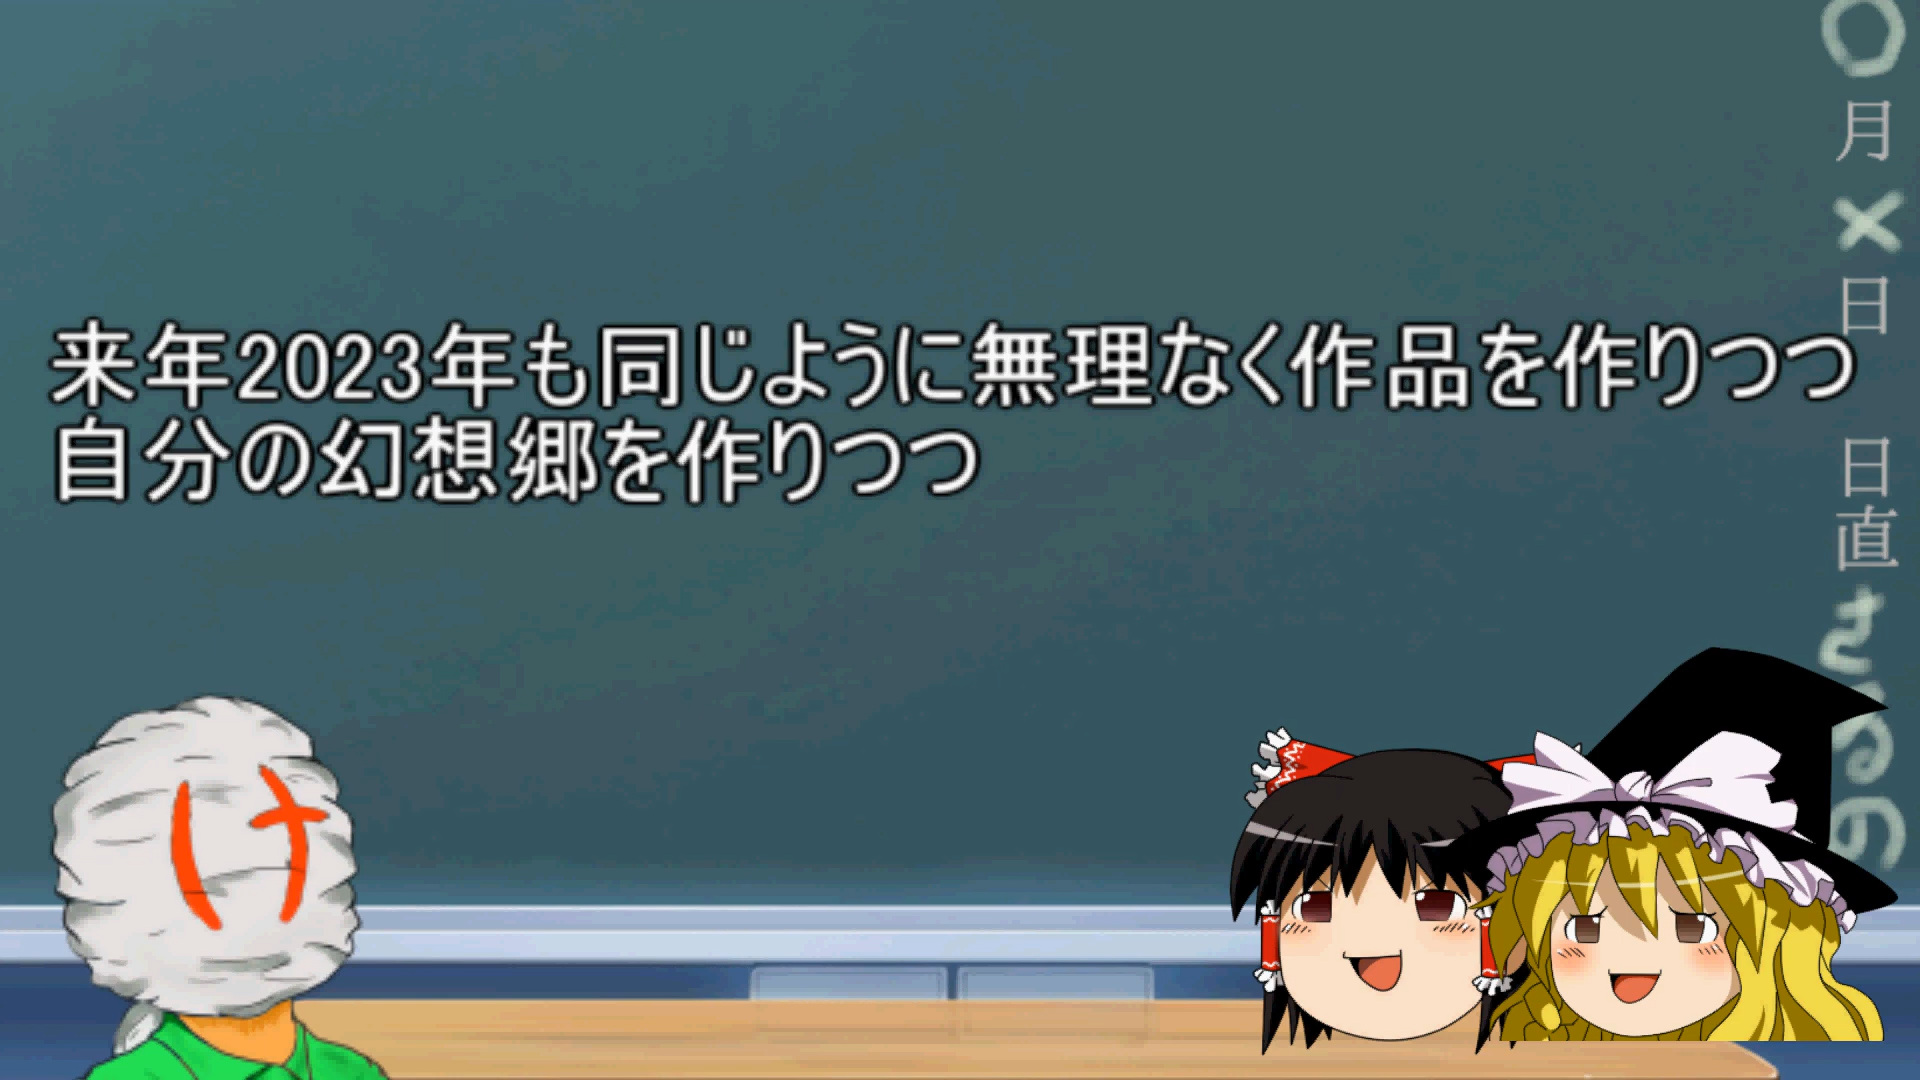 来年2023年も同じように無理なく作品を作りつつ
自分の幻想郷を作りつつ
〇月×日 日直 さるの
け